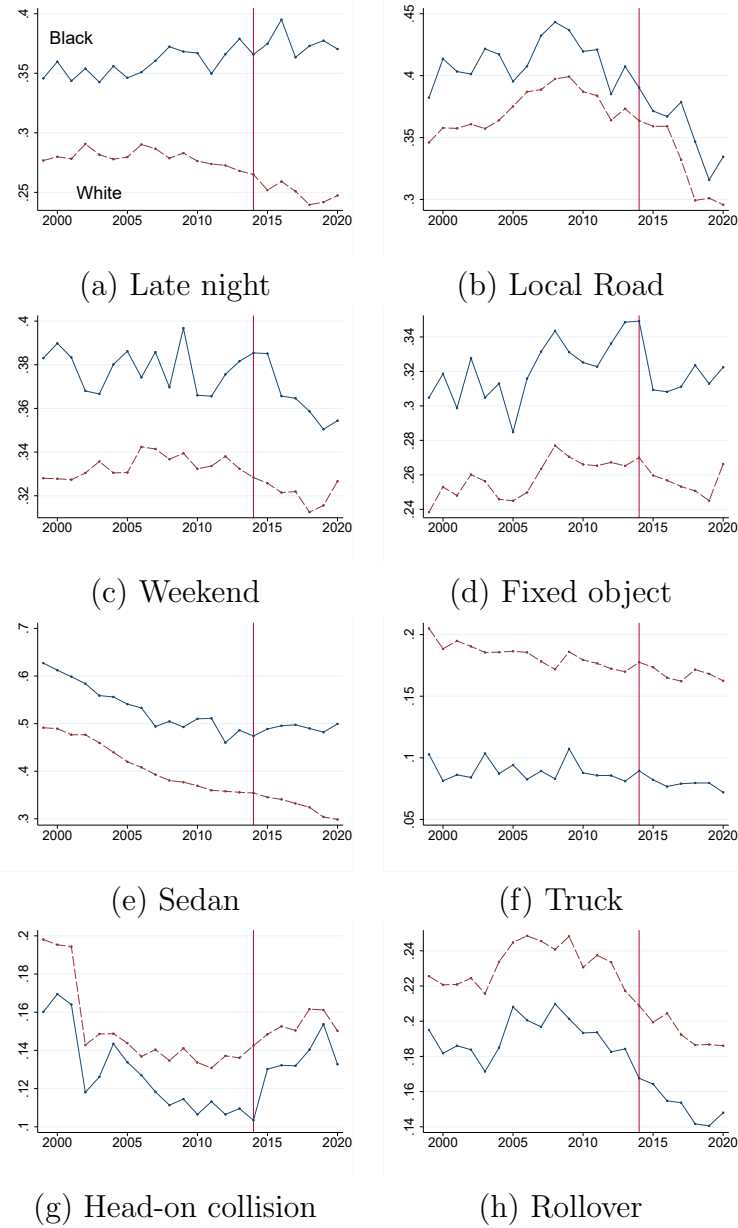 .4
.35
.3
.25
Black
White
2000 2005 2010 2015 2020
(a) Late night
.45
.4
.35
.3
2000 2005 2010 2015 2020
(b) Local Road
.4
.38
.36
.34
.32
2000 2005 2010 2015 2020
(c) Weekend
.34
.32
.3
.28
.26
.24
2000 2005 2010 2015 2020
(d) Fixed object
.7
.6
.5
.4
.3
2000 2005 2010 2015 2020
(e) Sedan
.2
.15
.1
.05
2000 2005 2010 2015 2020
(f) Truck
.2
.18
.16
.14
.12
.1
2000 2005 2010 2015 2020
(g) Head-on collision
.24
.22
.2
.18
.16
.14
2000 2005 2010 2015 2020
(h) Rollover